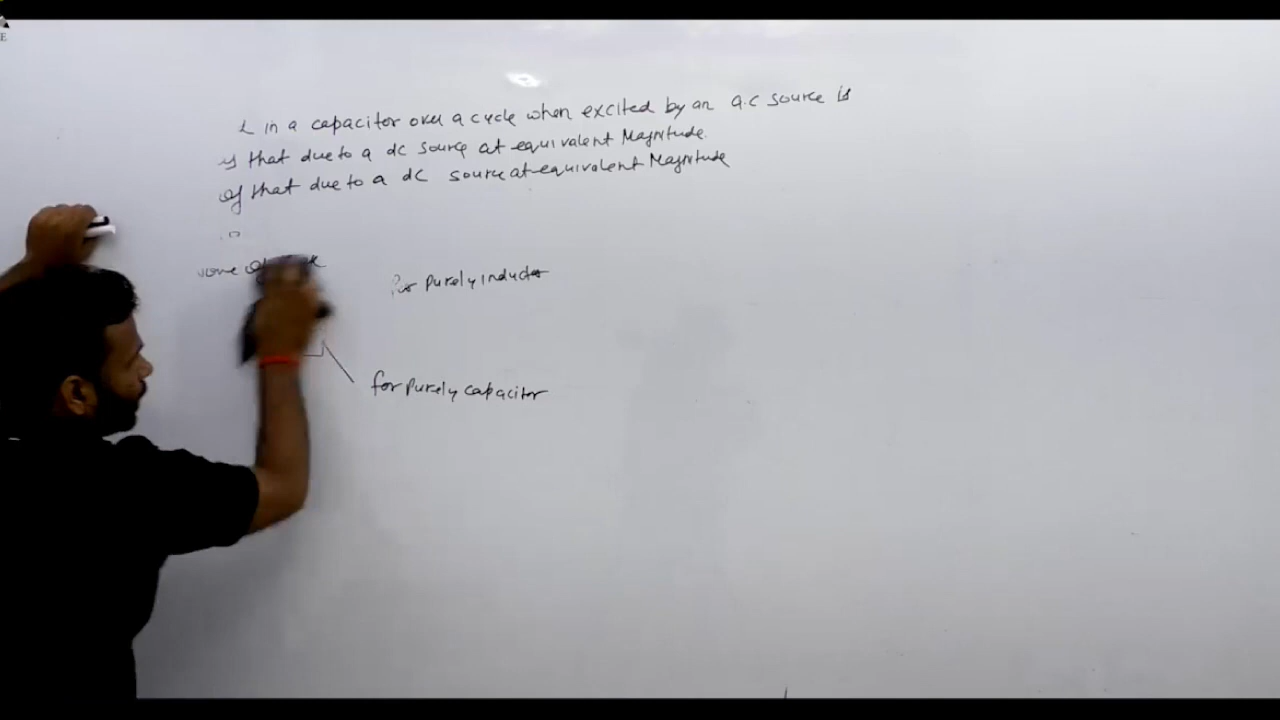 in a capacitor over a cycle when excited by an a.c source is
of that due to a dc source at equivalent Magnitude.
of that due to a dC source at equivalent Magnitude
for Purely inductor
for Purely capacitor
E